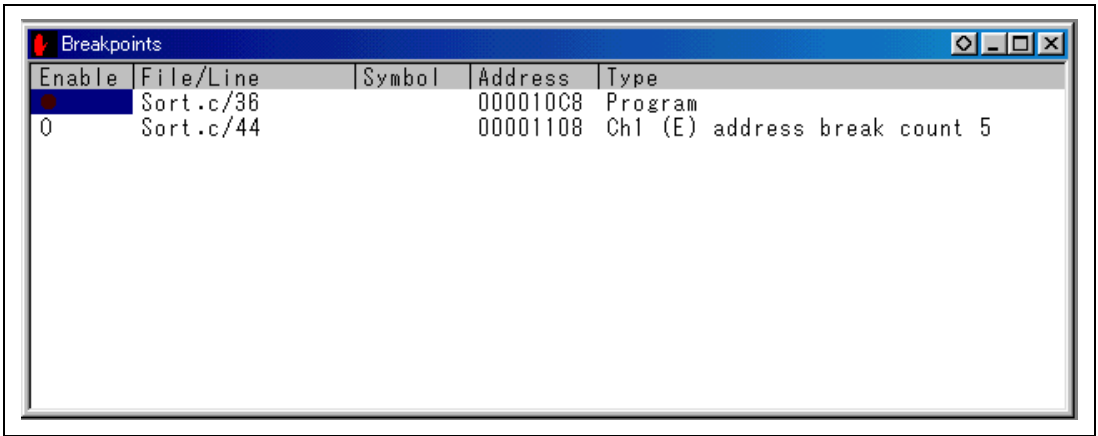 Breakpoints
Enable File/Line Symbol Address Type
● Sort.c/36 000010C8 Program
O Sort.c/44 00001108 Ch1 (E) address break count 5